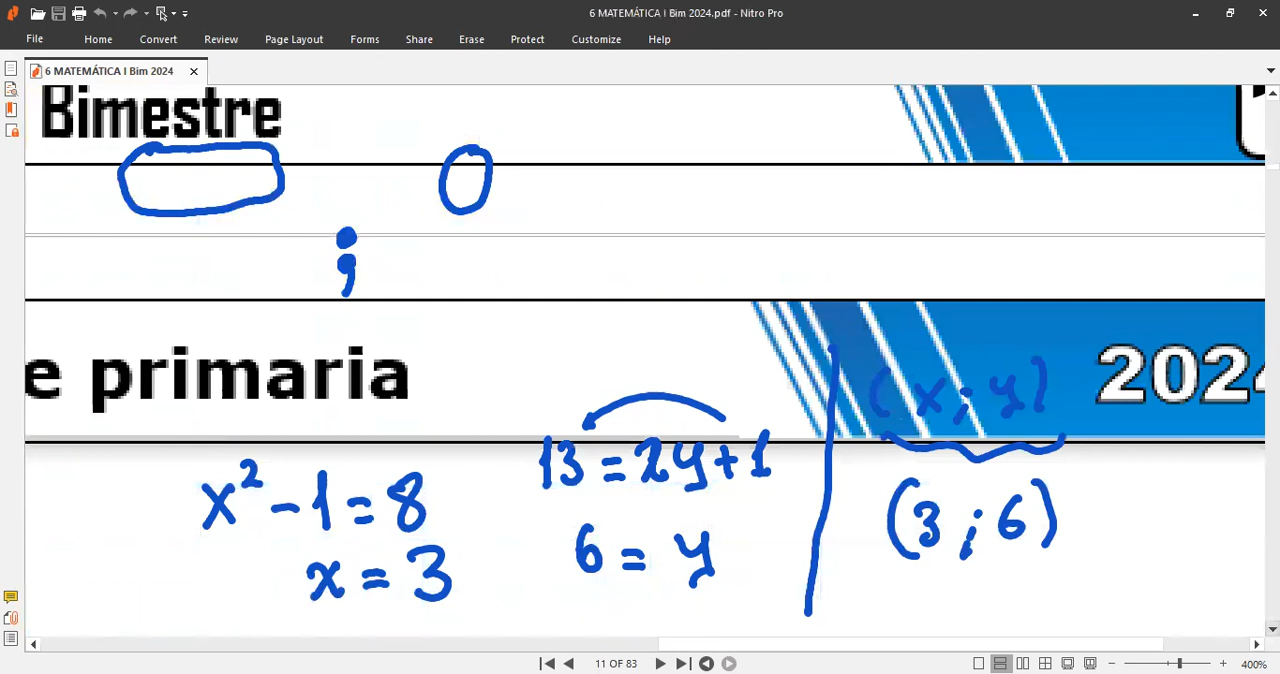 6 MATEMÁTICA I Bim 2024.pdf - Nitro Pro
File Home Convert Review Page Layout Forms Share Erase Protect Customize Help
6 MATEMÁTICA I Bim 2024
Bimestre
;
e primaria
2024
(x;y)
13=2y+1
x²-1=8
(3;6)
6=y
x=3
11 OF 83
400%